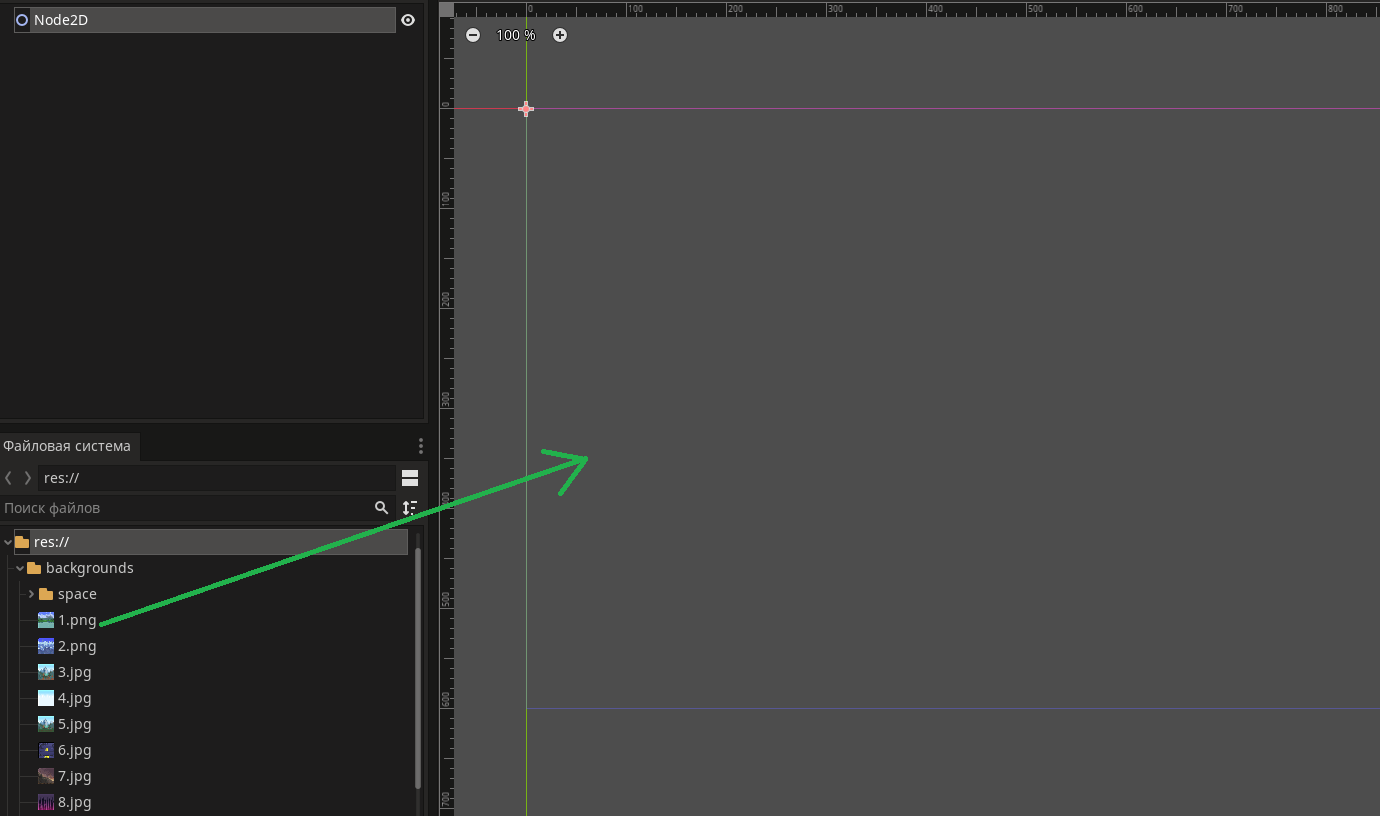 Node2D
0 100 200 300 400 500 600 700 800
100 %
0
100
200
300
400
500
600
700
Файловая система
res://
Поиск файлов
res://
backgrounds
space
1.png
2.png
3.jpg
4.jpg
5.jpg
6.jpg
7.jpg
8.jpg